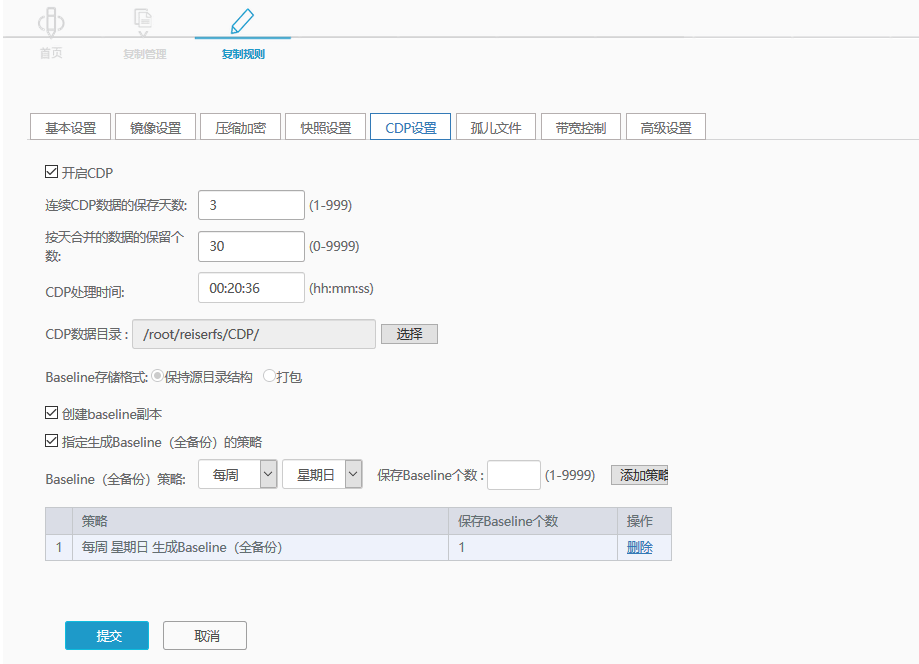 首页 复制管理 复制规则
基本设置 镜像设置 压缩加密 快照设置 CDP设置 孤儿文件 带宽控制 高级设置
开启CDP
连续CDP数据的保存天数: 3 (1-999)
按天合并的数据的保留个
数: 30 (0-9999)
CDP处理时间: 00:20:36 (hh:mm:ss)
CDP数据目录 : /root/reiserfs/CDP/ 选择
Baseline存储格式: 保持源目录结构 打包
创建baseline副本
指定生成Baseline（全备份）的策略
Baseline（全备份）策略: 每周 星期日 保存Baseline个数 : (1-9999) 添加策略
策略 保存Baseline个数 操作
1 每周 星期日 生成Baseline（全备份） 1 删除
提交 取消